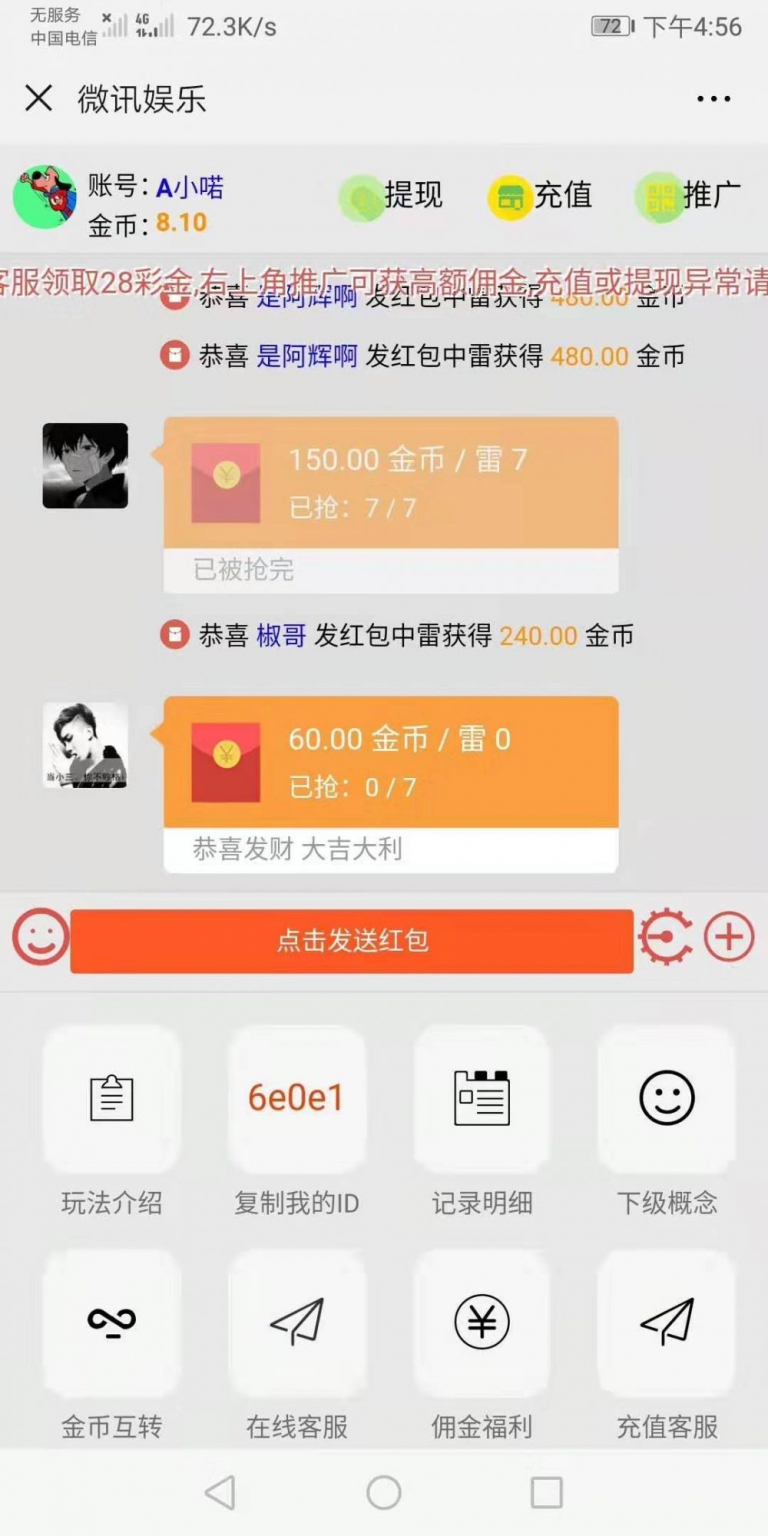 无服务
中国电信
4G
72.3K/s
72
下午4:56
微讯娱乐
账号：A小喏
金币：8.10
提现
充值
推广
客服领取28彩金,右上角推广可获高额佣金,充值或提现异常请
恭喜 是阿辉啊 发红包中雷获得 480.00 金币
恭喜 是阿辉啊 发红包中雷获得 480.00 金币
150.00 金币 / 雷 7
已抢：7 / 7
已被抢完
恭喜 椒哥 发红包中雷获得 240.00 金币
60.00 金币 / 雷 0
已抢：0 / 7
恭喜发财 大吉大利
点击发送红包
6e0e1
玩法介绍
复制我的ID
记录明细
下级概念
金币互转
在线客服
佣金福利
充值客服